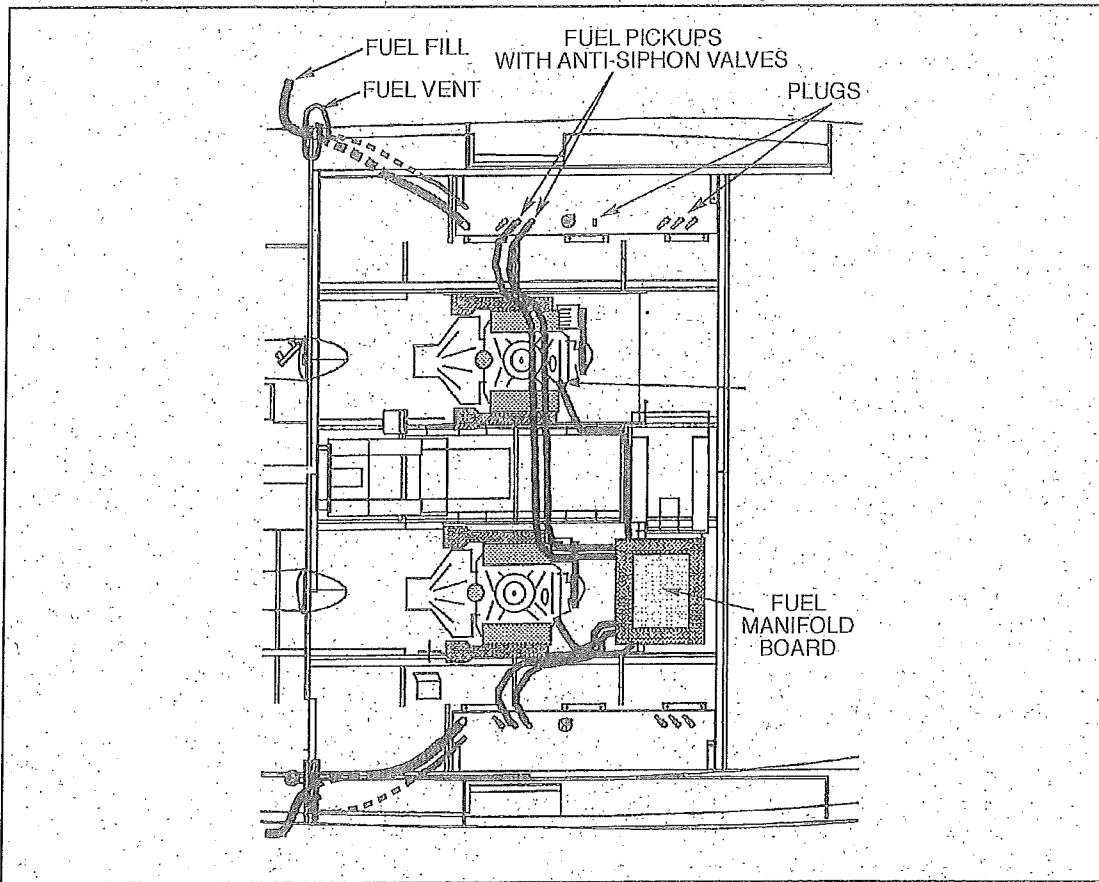 FUEL FILL
FUEL VENT
FUEL PICKUPS
WITH ANTI-SIPHON VALVES
PLUGS
FUEL
MANIFOLD
BOARD